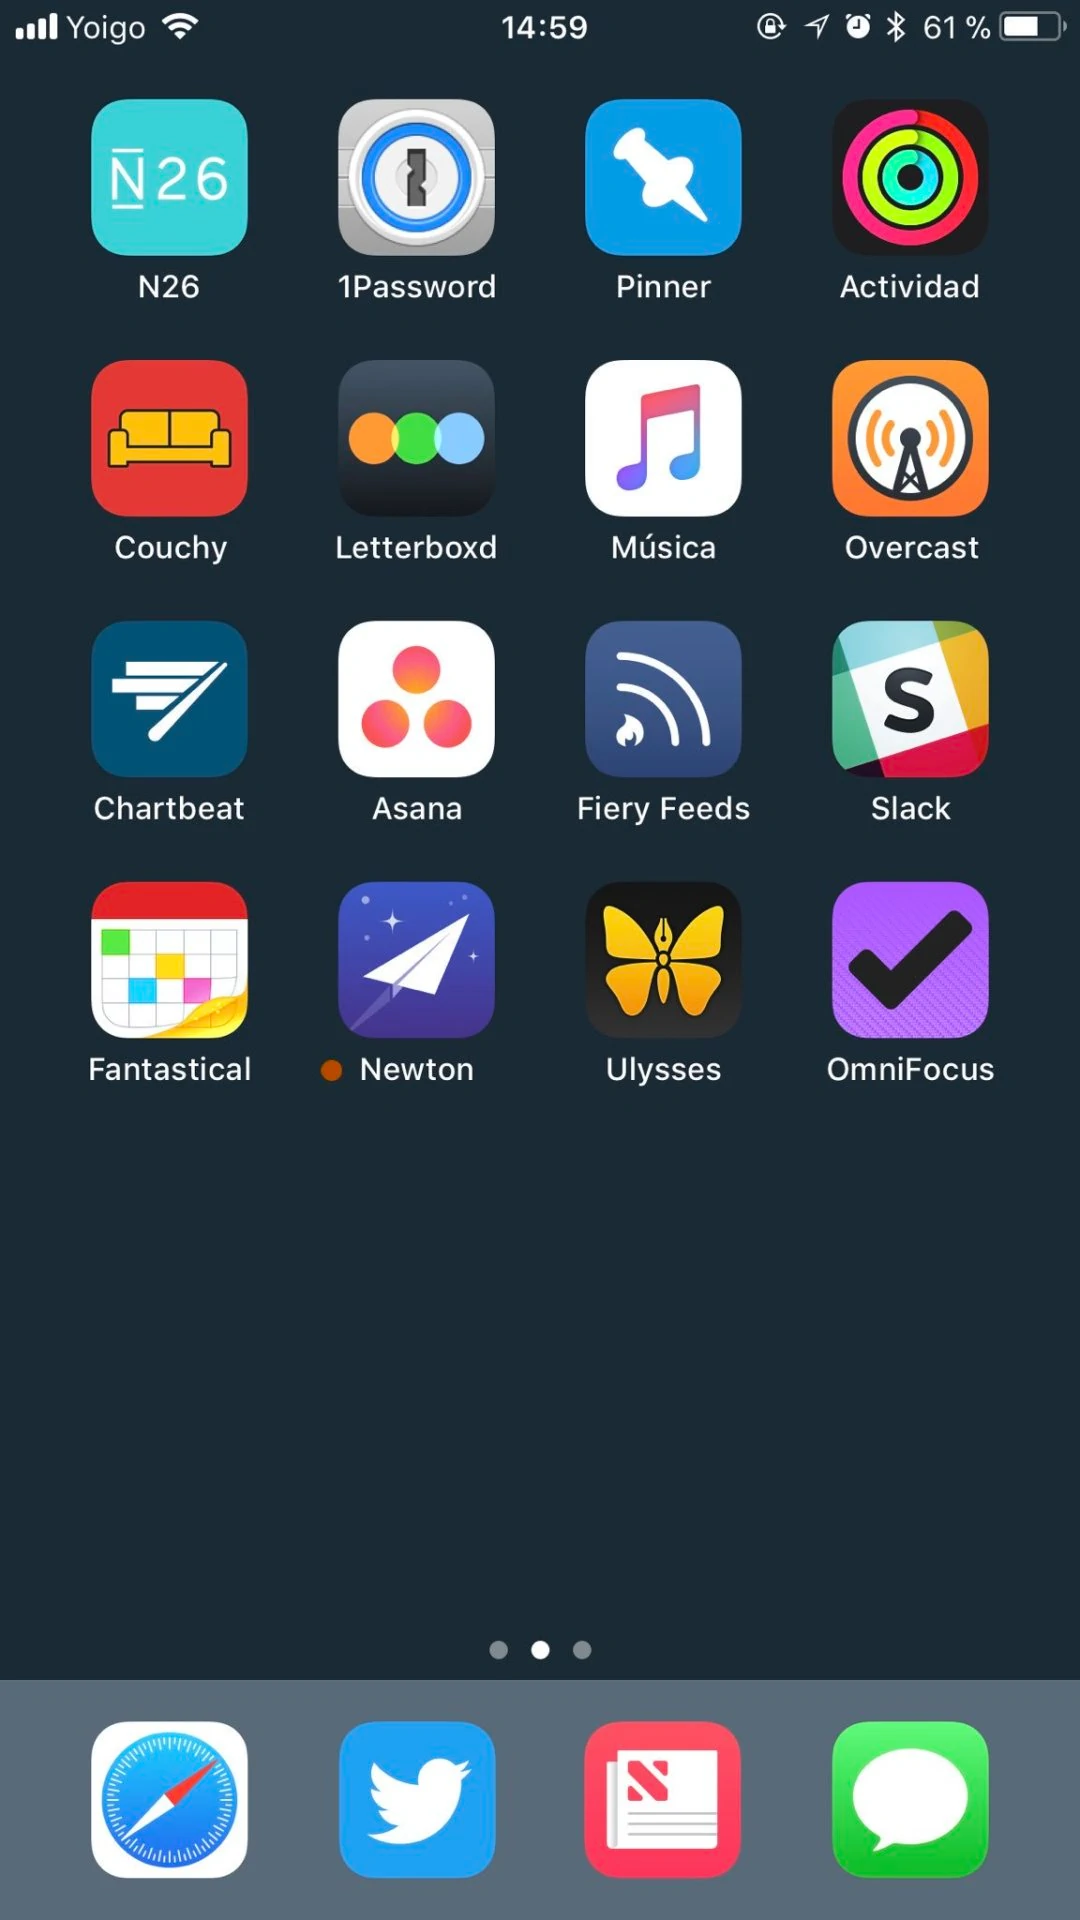 Yoigo 14:59 61 %
N26
N26 1Password Pinner Actividad
Couchy Letterboxd Música Overcast
S
Chartbeat Asana Fiery Feeds Slack
Fantastical Newton Ulysses OmniFocus